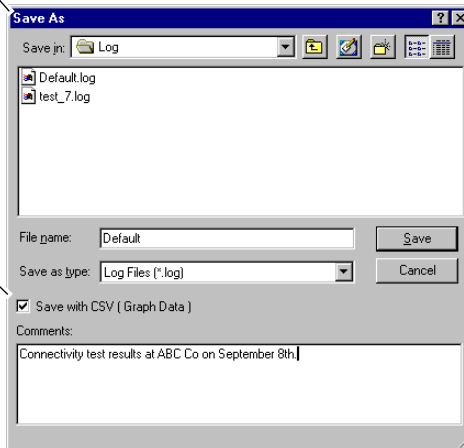 Save As
Save in: Log
Default.log
test_7.log
File name: Default Save
Save as type: Log Files (*.log) Cancel
Save with CSV ( Graph Data )
Comments:
Connectivity test results at ABC Co on September 8th.